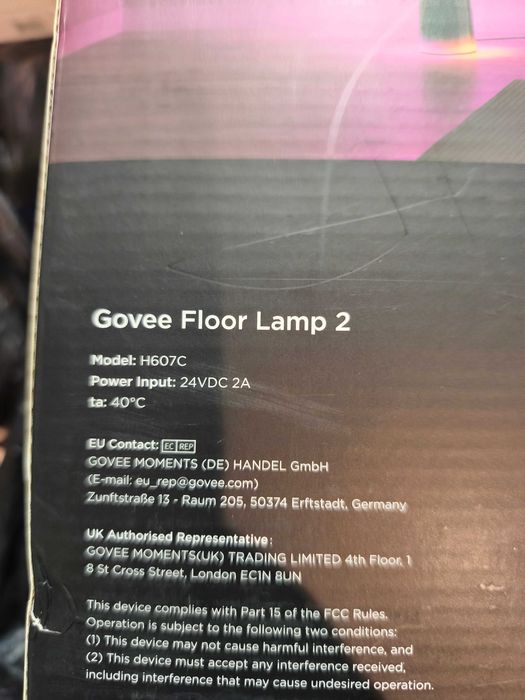 Govee Floor Lamp 2
Model: H607C
Power Input: 24VDC 2A
ta: 40°C
EU Contact: EC REP
GOVEE MOMENTS (DE) HANDEL GmbH
(E-mail: eu_rep@govee.com)
Zunftstraße 13 - Raum 205, 50374 Erftstadt, Germany
UK Authorised Representative:
GOVEE MOMENTS(UK) TRADING LIMITED 4th Floor, 1
8 St Cross Street, London EC1N 8UN
This device complies with Part 15 of the FCC Rules.
Operation is subject to the following two conditions:
(1) This device may not cause harmful interference, and
(2) This device must accept any interference received,
including interference that may cause undesired operation.